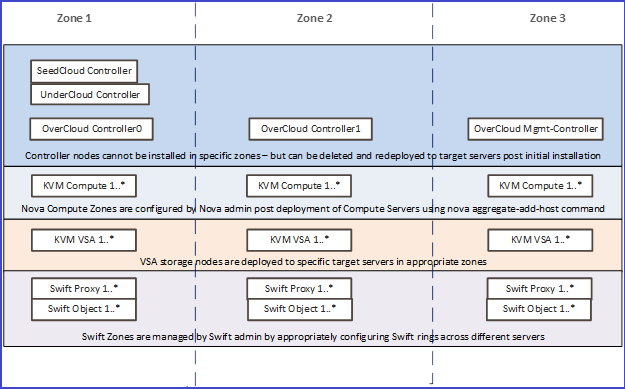 Zone 1 Zone 2 Zone 3
SeedCloud Controller
UnderCloud Controller
OverCloud Controller0 OverCloud Controller1 OverCloud Mgmt-Controller
Controller nodes cannot be installed in specific zones – but can be deleted and redeployed to target servers post initial installation
KVM Compute 1..* KVM Compute 1..* KVM Compute 1..*
Nova Compute Zones are configured by Nova admin post deployment of Compute Servers using nova aggregate-add-host command
KVM VSA 1..* KVM VSA 1..* KVM VSA 1..*
VSA storage nodes are deployed to specific target servers in appropriate zones
Swift Proxy 1..* Swift Proxy 1..* Swift Proxy 1..*
Swift Object 1..* Swift Object 1..* Swift Object 1..*
Swift Zones are managed by Swift admin by appropriately configuring Swift rings across different servers